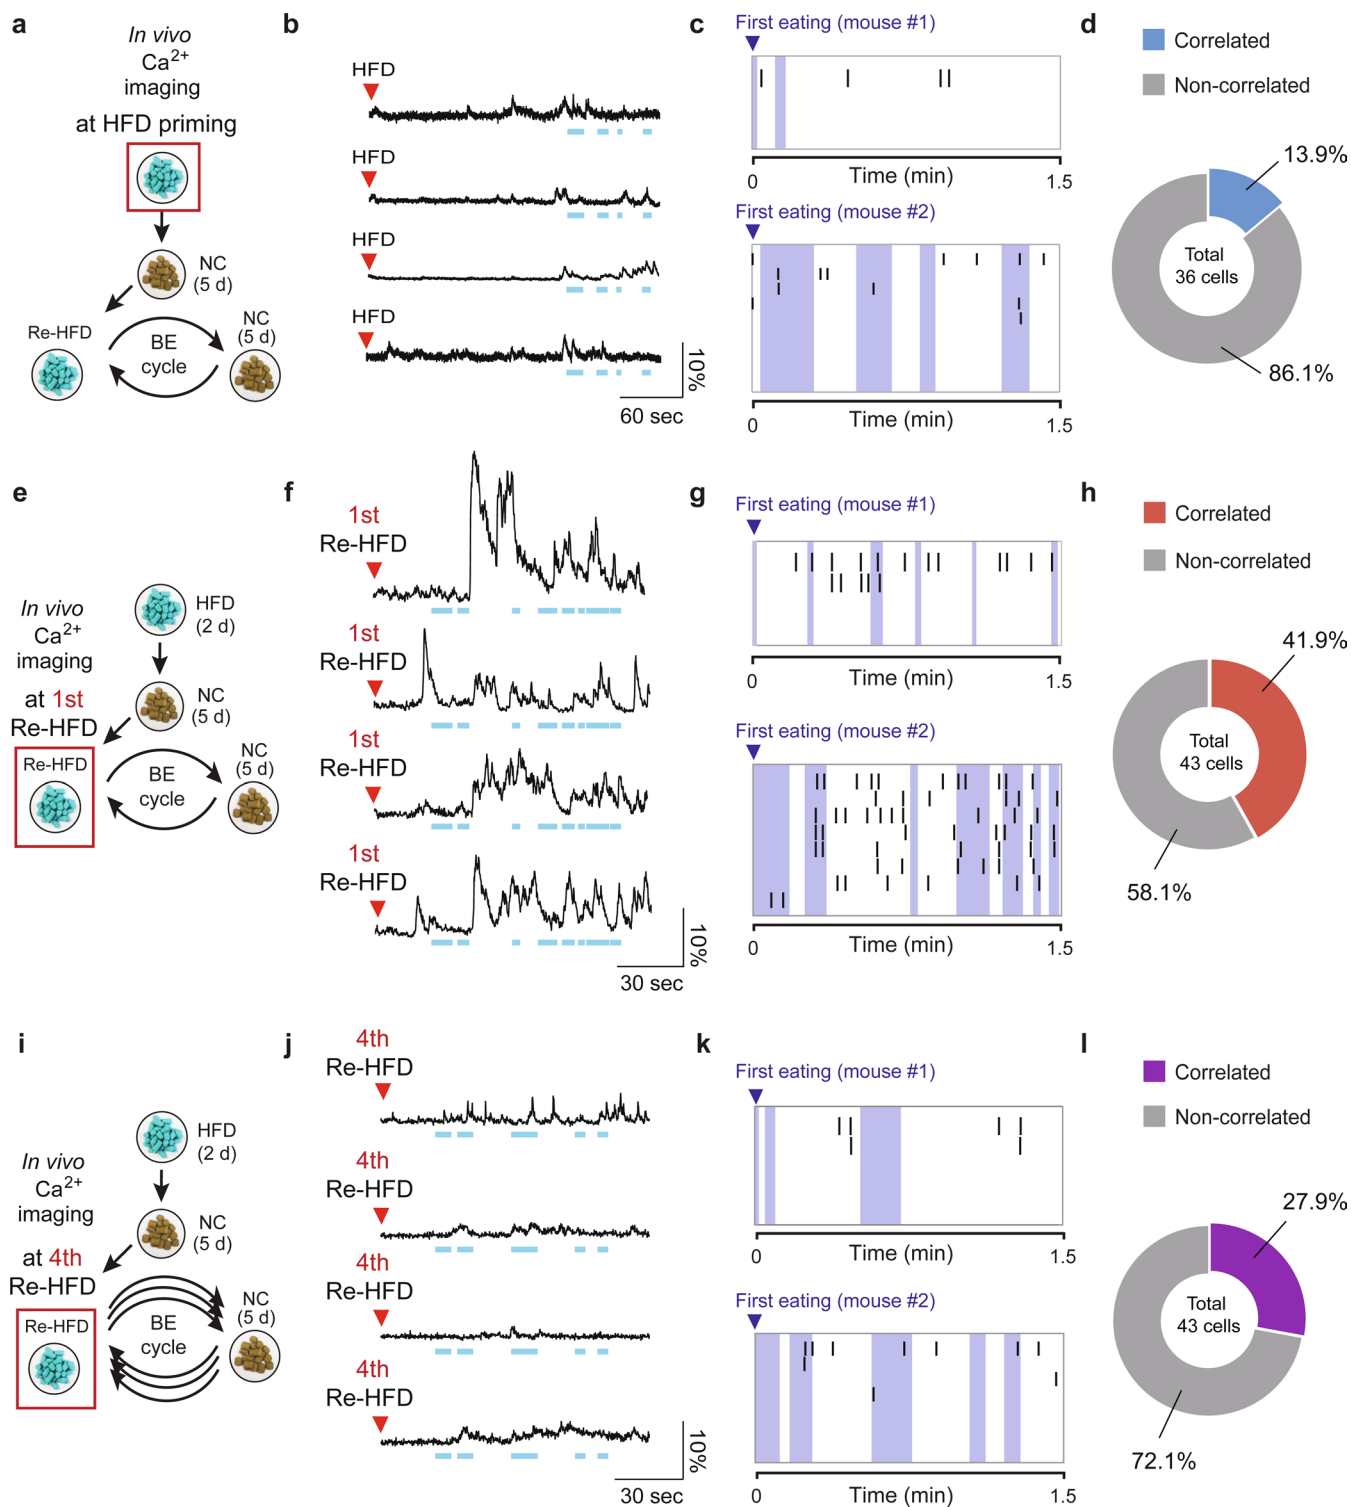 a
In vivo
Ca2+
imaging
at HFD priming
NC
(5 d)
Re-HFD
BE
cycle
NC
(5 d)
b
HFD
HFD
HFD
HFD
10%
60 sec
c
First eating (mouse #1)
0
Time (min)
1.5
First eating (mouse #2)
0
Time (min)
1.5
d
Correlated
Non-correlated
13.9%
Total
36 cells
86.1%
e
In vivo
Ca2+
imaging
at 1st
Re-HFD
HFD
(2 d)
NC
(5 d)
Re-HFD
BE
cycle
NC
(5 d)
f
1st
Re-HFD
1st
Re-HFD
1st
Re-HFD
1st
Re-HFD
10%
30 sec
g
First eating (mouse #1)
0
Time (min)
1.5
First eating (mouse #2)
0
Time (min)
1.5
h
Correlated
Non-correlated
41.9%
Total
43 cells
58.1%
i
In vivo
Ca2+
imaging
at 4th
Re-HFD
HFD
(2 d)
NC
(5 d)
Re-HFD
BE
cycle
NC
(5 d)
j
4th
Re-HFD
4th
Re-HFD
4th
Re-HFD
4th
Re-HFD
10%
30 sec
k
First eating (mouse #1)
0
Time (min)
1.5
First eating (mouse #2)
0
Time (min)
1.5
l
Correlated
Non-correlated
27.9%
Total
43 cells
72.1%